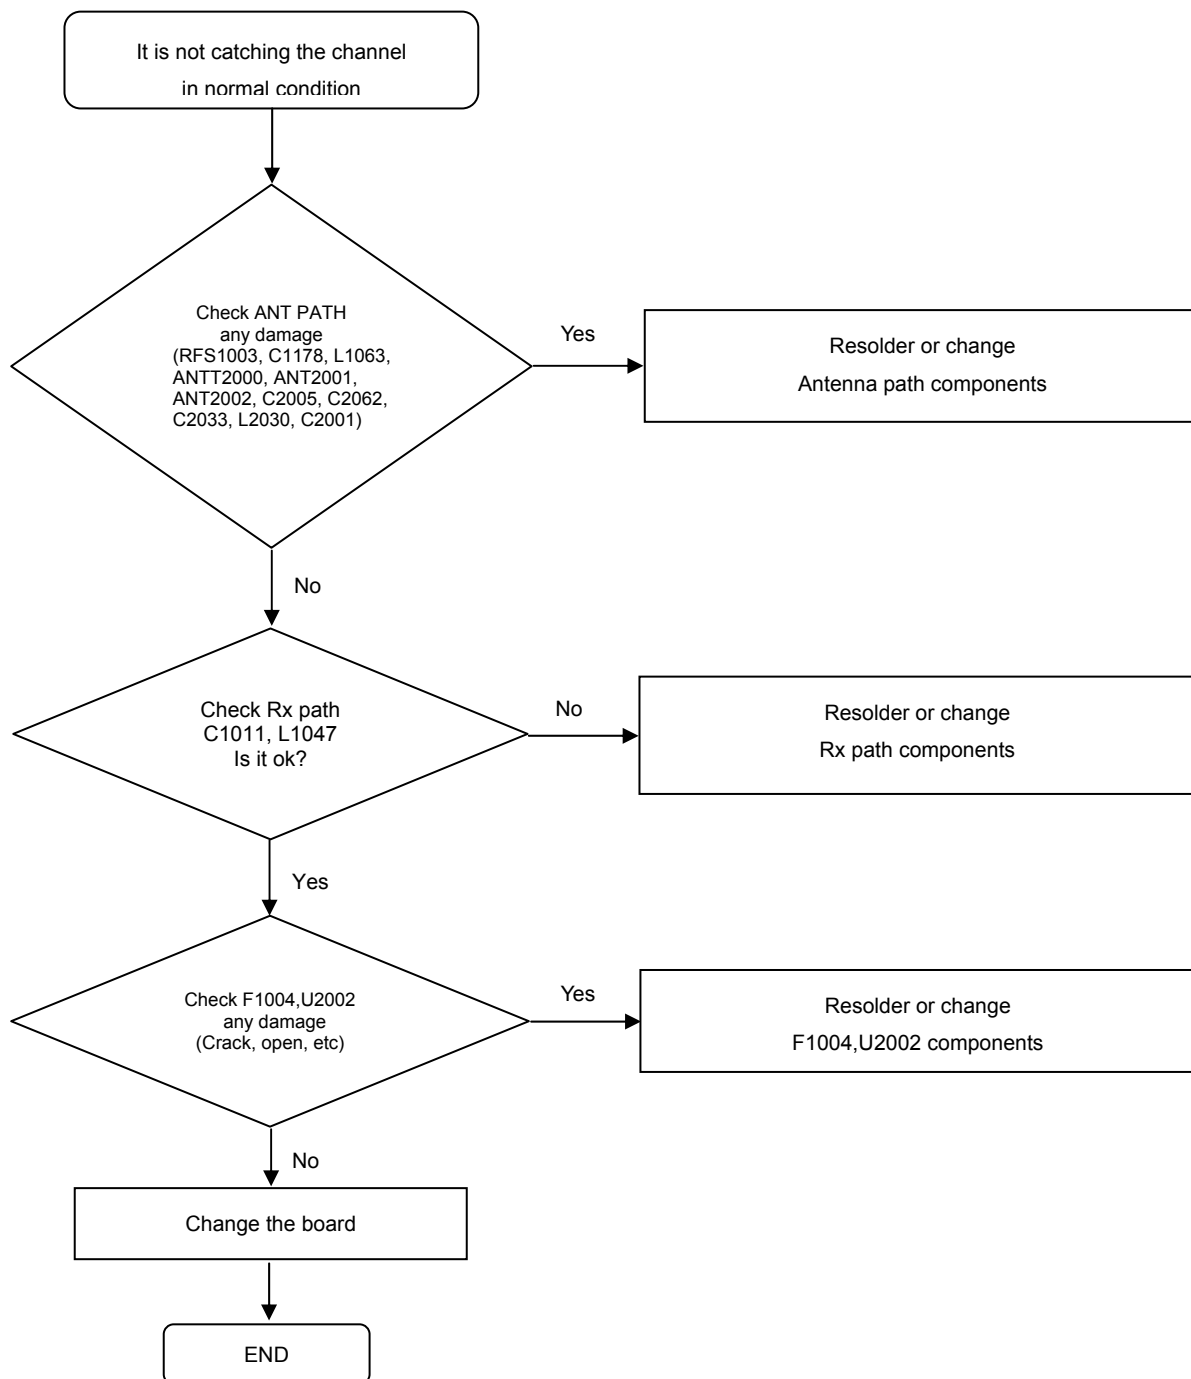 It is not catching the channel
in normal condition
Check ANT PATH
any damage
(RFS1003, C1178, L1063,
ANTT2000, ANT2001,
ANT2002, C2005, C2062,
C2033, L2030, C2001)
Yes
Resolder or change
Antenna path components
No
Check Rx path
C1011, L1047
Is it ok?
No
Resolder or change
Rx path components
Yes
Check F1004,U2002
any damage
(Crack, open, etc)
Yes
Resolder or change
F1004,U2002 components
No
Change the board
END